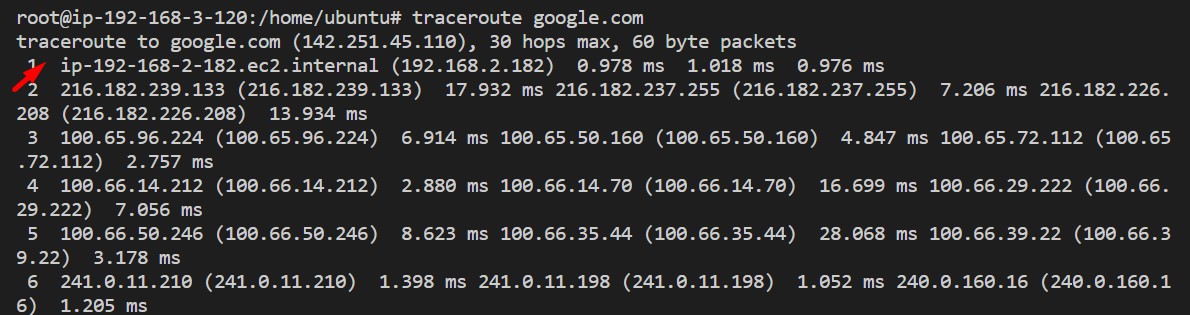 root@ip-192-168-3-120:/home/ubuntu# traceroute google.com
traceroute to google.com (142.251.45.110), 30 hops max, 60 byte packets
 1  ip-192-168-2-182.ec2.internal (192.168.2.182)  0.978 ms  1.018 ms  0.976 ms
 2  216.182.239.133 (216.182.239.133)  17.932 ms 216.182.237.255 (216.182.237.255)  7.206 ms 216.182.226.
208 (216.182.226.208)  13.934 ms
 3  100.65.96.224 (100.65.96.224)  6.914 ms 100.65.50.160 (100.65.50.160)  4.847 ms 100.65.72.112 (100.65
.72.112)  2.757 ms
 4  100.66.14.212 (100.66.14.212)  2.880 ms 100.66.14.70 (100.66.14.70)  16.699 ms 100.66.29.222 (100.66.
29.222)  7.056 ms
 5  100.66.50.246 (100.66.50.246)  8.623 ms 100.66.35.44 (100.66.35.44)  28.068 ms 100.66.39.22 (100.66.3
9.22)  3.178 ms
 6  241.0.11.210 (241.0.11.210)  1.398 ms 241.0.11.198 (241.0.11.198)  1.052 ms 240.0.160.16 (240.0.160.1
6)  1.205 ms